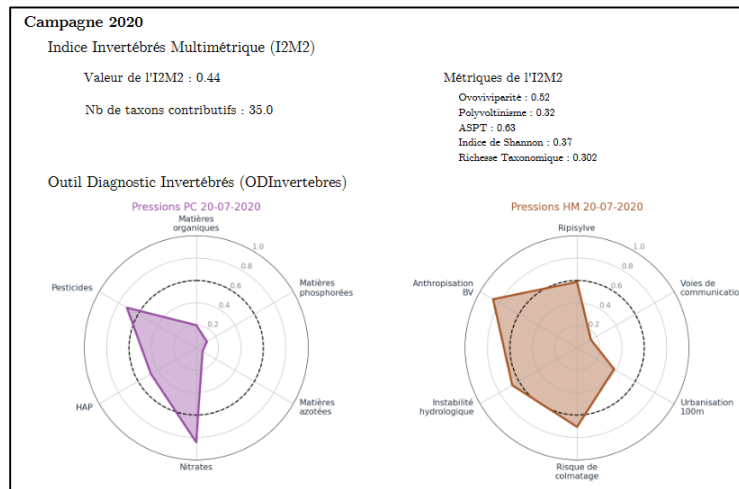 Campagne 2020
Indice Invertébrés Multimétrique (I2M2)
Valeur de l'I2M2 : 0.44
Nb de taxons contributifs : 35.0
Métriques de l'I2M2
Ovoviviparité : 0.52
Polyvoltinisme : 0.32
ASPT : 0.63
Indice de Shannon : 0.37
Richesse Taxonomique : 0.302
Outil Diagnostic Invertébrés (ODInvertebres)
Pressions PC 20-07-2020
Matières
organiques
1.0
0.8
0.6
0.4
0.2
Matières
phosphorées
Pesticides
HAP
Matières
azotées
Nitrates
Pressions HM 20-07-2020
Ripisylve
1.0
0.8
0.6
0.4
0.2
Anthropisation
BV
Voies de
communication
Instabilité
hydrologique
Urbanisation
100m
Risque de
colmatage